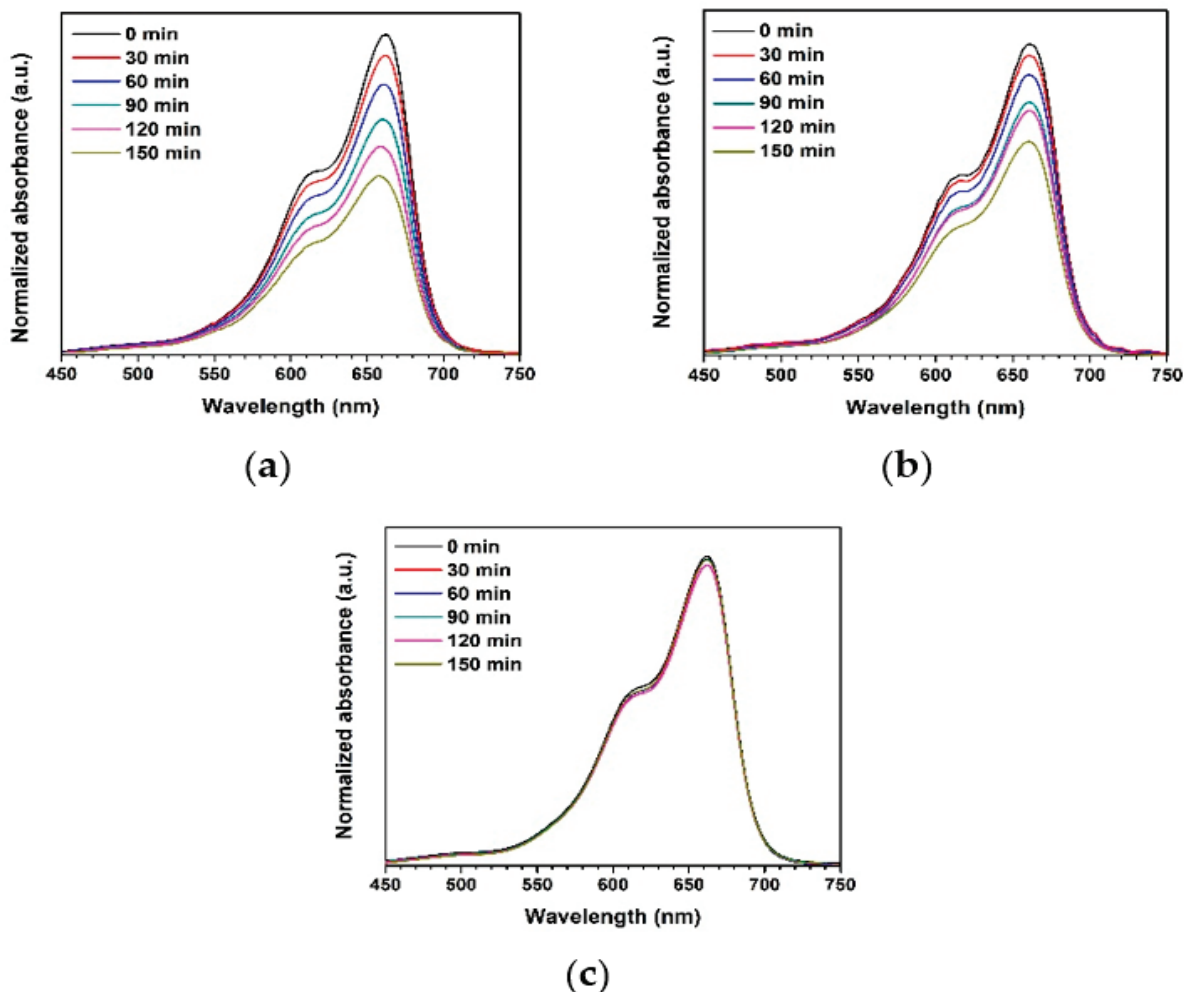 Normalized absorbance (a.u.)
0 min
30 min
60 min
90 min
120 min
150 min
450 500 550 600 650 700 750
Wavelength (nm)
(a)
Normalized absorbance (a.u.)
0 min
30 min
60 min
90 min
120 min
150 min
450 500 550 600 650 700 750
Wavelength (nm)
(b)
Normalized absorbance (a.u.)
0 min
30 min
60 min
90 min
120 min
150 min
450 500 550 600 650 700 750
Wavelength (nm)
(c)